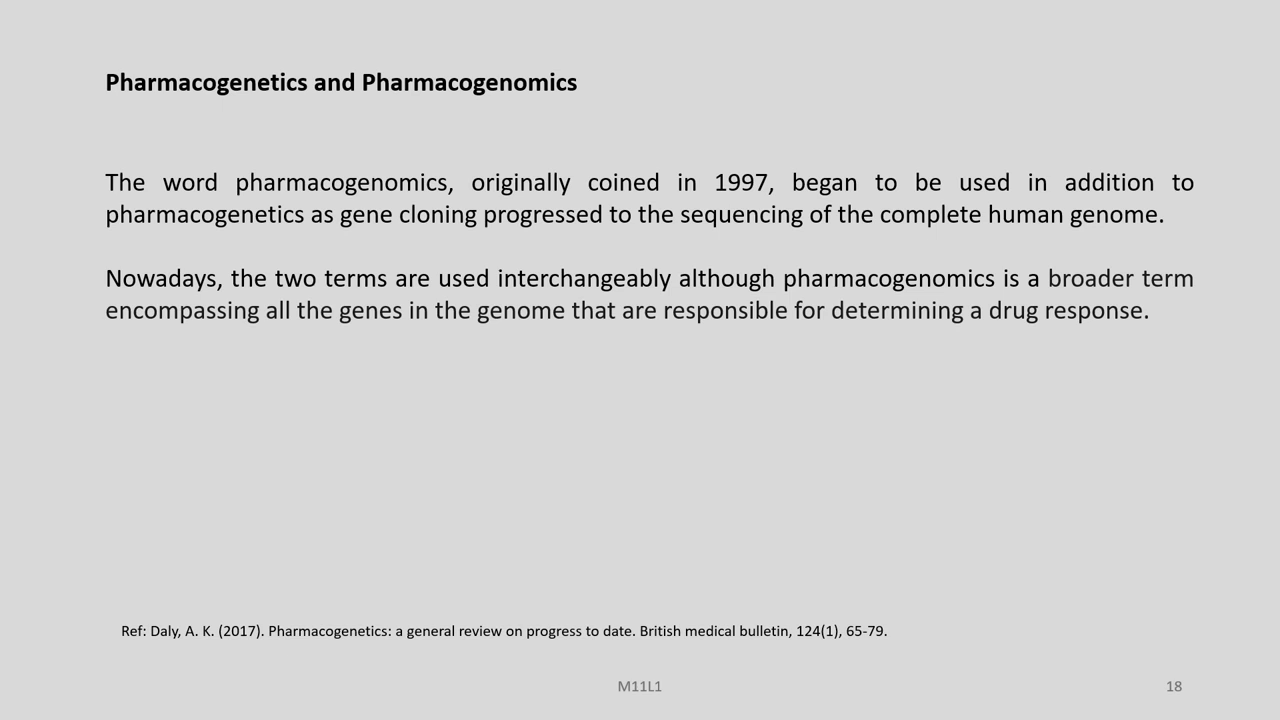 Pharmacogenetics and Pharmacogenomics
The word pharmacogenomics, originally coined in 1997, began to be used in addition to
pharmacogenetics as gene cloning progressed to the sequencing of the complete human genome.
Nowadays, the two terms are used interchangeably although pharmacogenomics is a broader term
encompassing all the genes in the genome that are responsible for determining a drug response.
Ref: Daly, A. K. (2017). Pharmacogenetics: a general review on progress to date. British medical bulletin, 124(1), 65-79.
M11L1
18